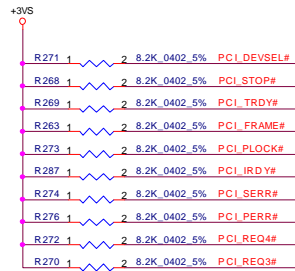 +3VS
R271 1 2 8.2K_0402_5% PCI_DEVSEL#
R268 1 2 8.2K_0402_5% PCI_STOP#
R269 1 2 8.2K_0402_5% PCI_TRDY#
R263 1 2 8.2K_0402_5% PCI_FRAME#
R273 1 2 8.2K_0402_5% PCI_PLOCK#
R287 1 2 8.2K_0402_5% PCI_IRDY#
R274 1 2 8.2K_0402_5% PCI_SERR#
R276 1 2 8.2K_0402_5% PCI_PERR#
R272 1 2 8.2K_0402_5% PCI_REQ4#
R270 1 2 8.2K_0402_5% PCI_REQ3#